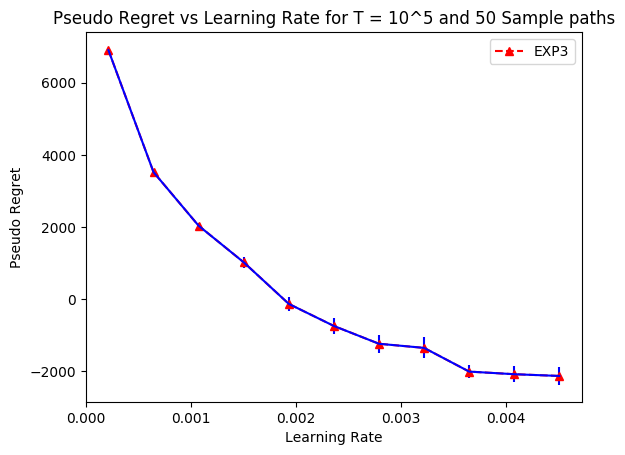 Pseudo Regret vs Learning Rate for T = 10^5 and 50 Sample paths
EXP3
6000
4000
2000
0
−2000
Pseudo Regret
0.000 0.001 0.002 0.003 0.004
Learning Rate